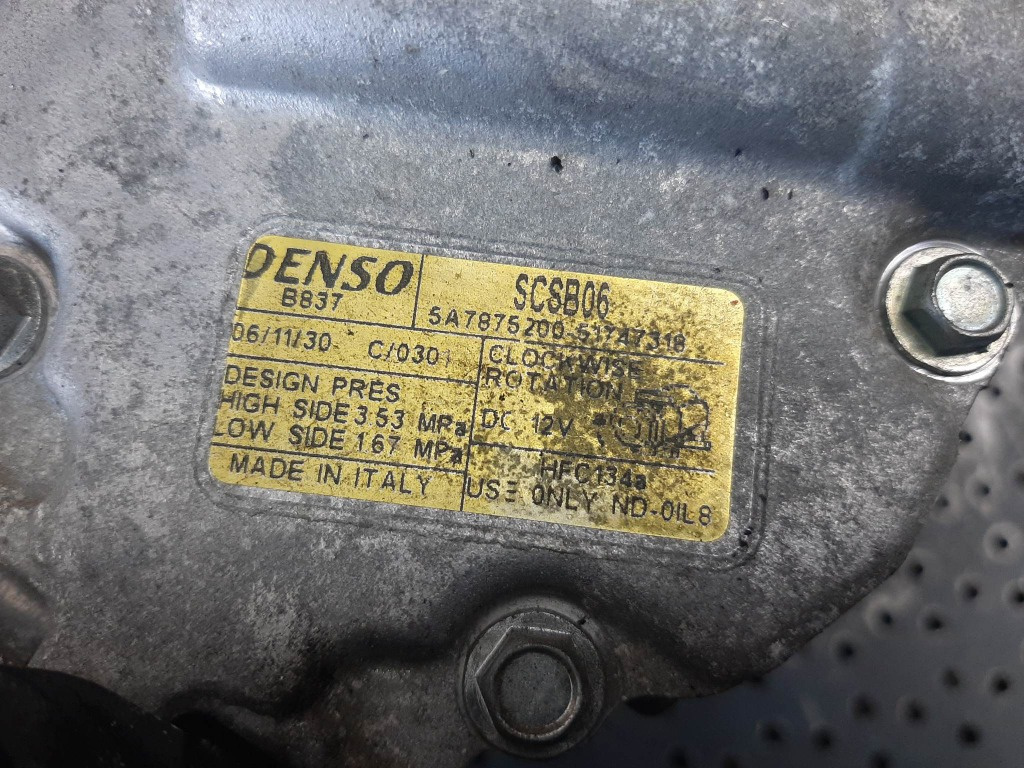 DENSO
B837
SCSB06
5A7875200-51747318
06/11/30 C/0301
CLOCKWISE
ROTATION
DESIGN PRES
HIGH SIDE 3.53 MPa
LOW SIDE 1.67 MPa
DC 12V
HFC134a
MADE IN ITALY
USE ONLY ND-OIL8